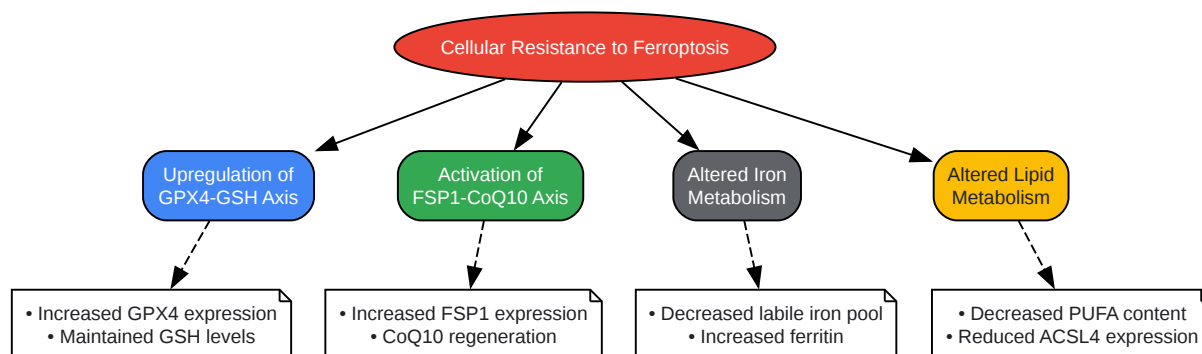 Cellular Resistance to Ferroptosis
Upregulation of
GPX4-GSH Axis
Activation of
FSP1-CoQ10 Axis
Altered Iron
Metabolism
Altered Lipid
Metabolism
• Increased GPX4 expression
• Maintained GSH levels
• Increased FSP1 expression
• CoQ10 regeneration
• Decreased labile iron pool
• Increased ferritin
• Decreased PUFA content
• Reduced ACSL4 expression